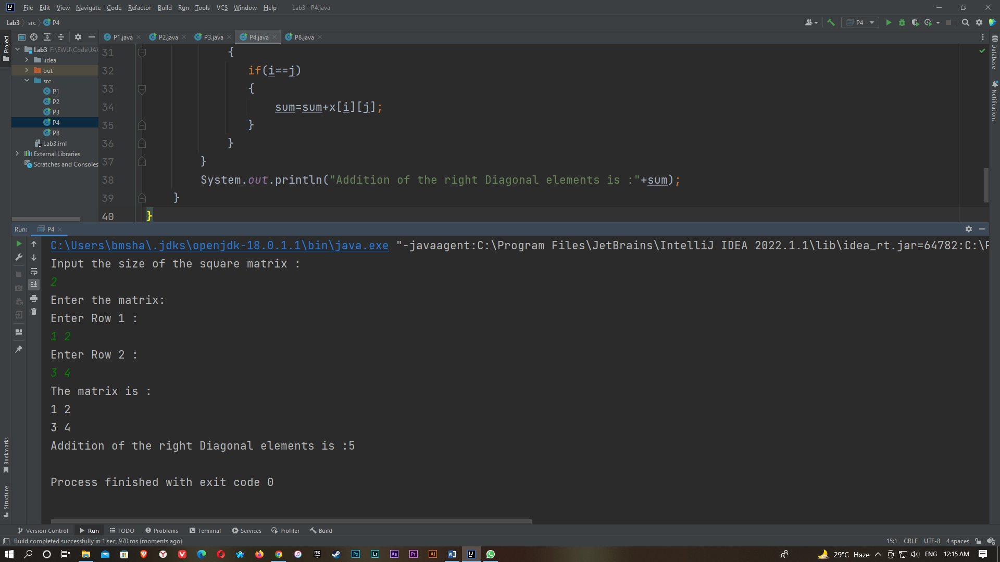 File Edit View Navigate Code Refactor Build Run Tools VCS Window Help Lab3 - P4.java
Lab3 src P4
P4
Project
P1.java P2.java P3.java P4.java P8.java
Lab3 F:\EWU\Code\JAV
.idea
out
src
P1
P2
P3
P4
P8
Lab3.iml
External Libraries
Scratches and Consoles
31 {
32 if(i==j)
33 {
34 sum=sum+x[i][j];
35 }
36 }
37 }
38 System.out.println("Addition of the right Diagonal elements is :"+sum);
39 }
40 }
Database
Notifications
Run: P4
C:\Users\bmsha\.jdks\openjdk-18.0.1.1\bin\java.exe "-javaagent:C:\Program Files\JetBrains\IntelliJ IDEA 2022.1.1\lib\idea_rt.jar=64782:C:\P
Input the size of the square matrix :
2
Enter the matrix:
Enter Row 1 :
1 2
Enter Row 2 :
3 4
The matrix is :
1 2
3 4
Addition of the right Diagonal elements is :5
Process finished with exit code 0
Bookmarks
Structure
Version Control Run TODO Problems Terminal Services Profiler Build
Build completed successfully in 1 sec, 970 ms (moments ago) 15:1 CRLF UTF-8 4 spaces
Ps Lr Ae Pr Ai 29°C Haze ENG 12:15 AM